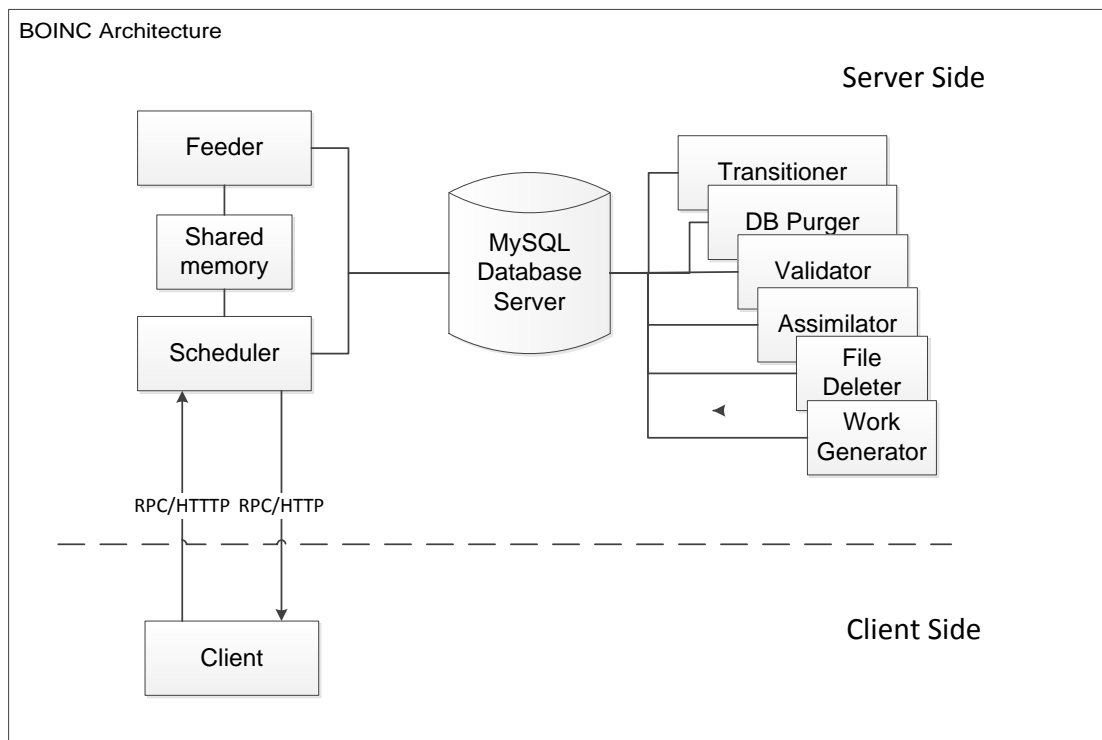 BOINC Architecture
Server Side
Feeder
Shared
memory
Scheduler
MySQL
Database
Server
Transitioner
DB Purger
Validator
Assimilator
File
Deleter
Work
Generator
RPC/HTTTP RPC/HTTP
Client Side
Client